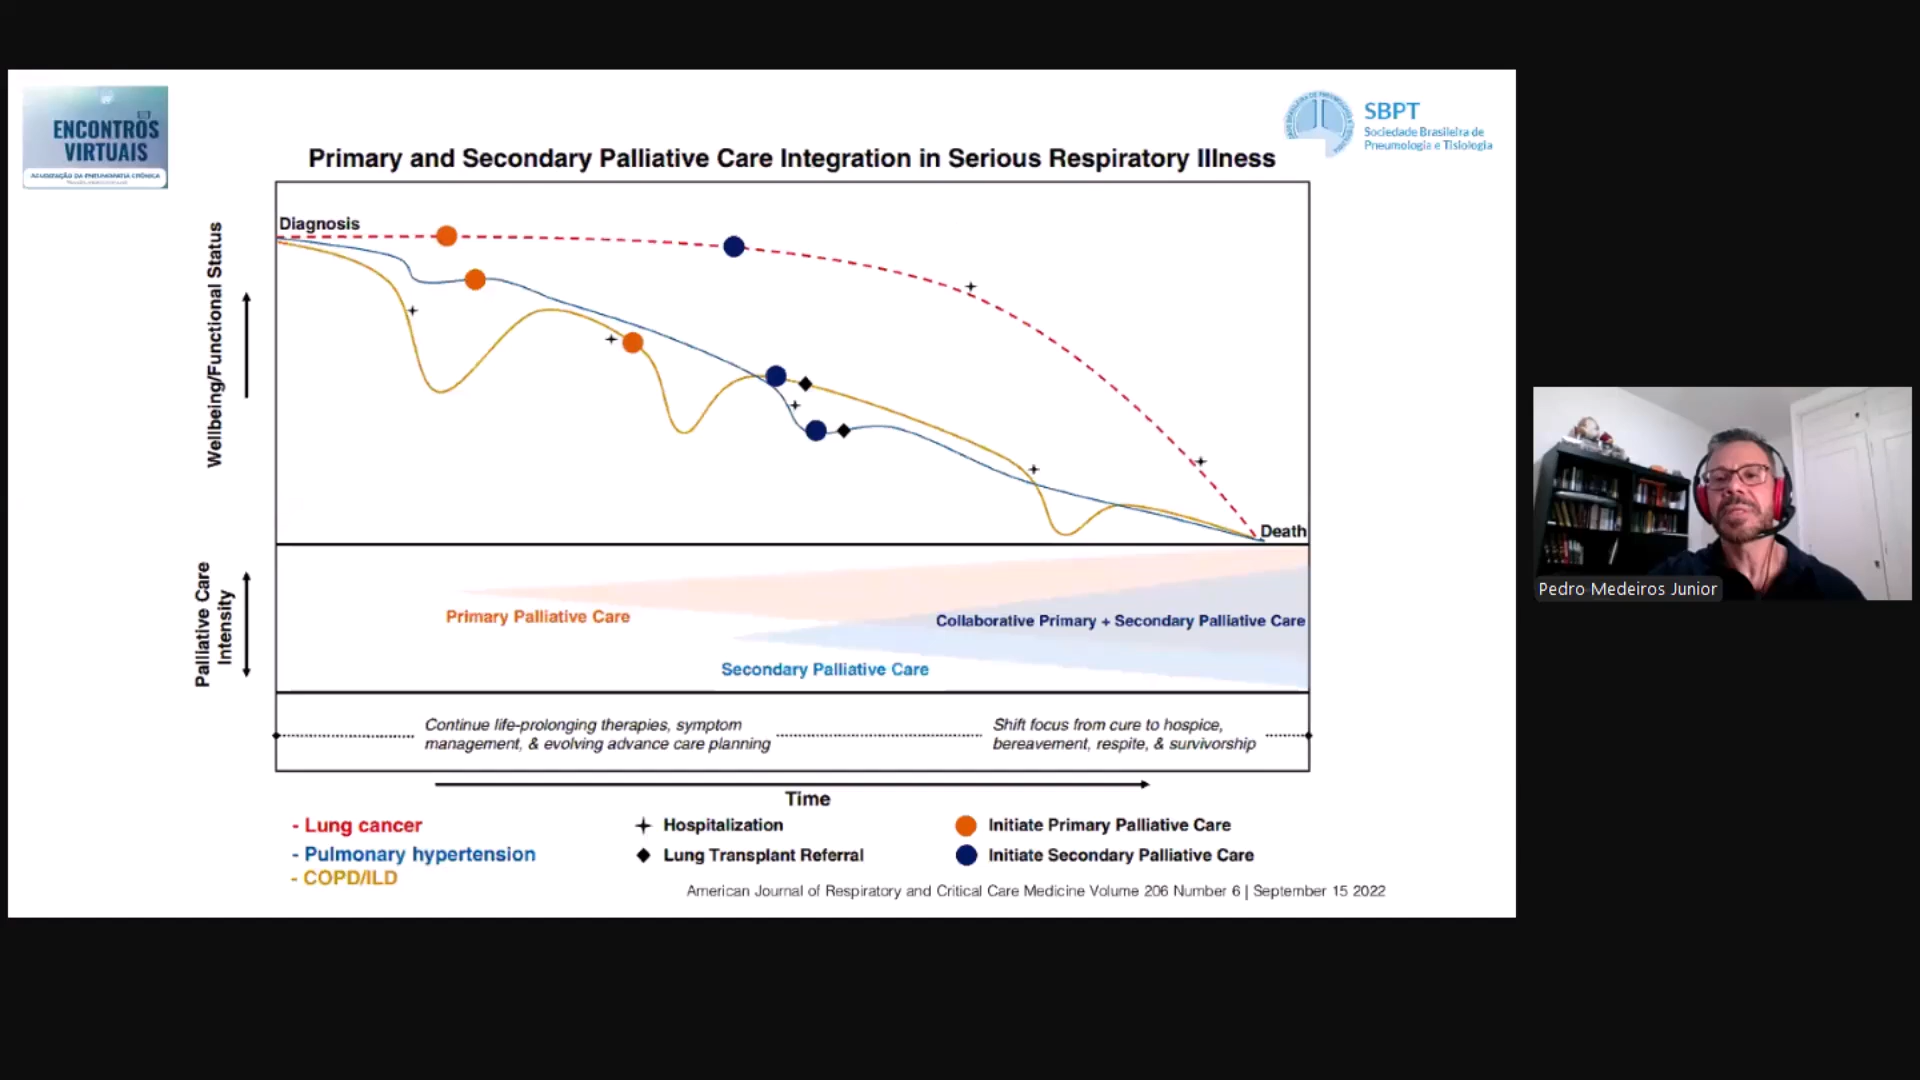 ENCONTROS
VIRTUAIS
AGUDIZAÇÃO DA PNEUMOPATIA CRÔNICA
SBPT
Sociedade Brasileira de
Pneumologia e Tisiologia
Primary and Secondary Palliative Care Integration in Serious Respiratory Illness
Diagnosis
Wellbeing/Functional Status
Death
Palliative Care
Intensity
Primary Palliative Care
Collaborative Primary + Secondary Palliative Care
Secondary Palliative Care
Continue life-prolonging therapies, symptom
management, & evolving advance care planning
Shift focus from cure to hospice,
bereavement, respite, & survivorship
Time
- Lung cancer
- Pulmonary hypertension
- COPD/ILD
Hospitalization
Lung Transplant Referral
Initiate Primary Palliative Care
Initiate Secondary Palliative Care
American Journal of Respiratory and Critical Care Medicine Volume 206 Number 6 | September 15 2022
Pedro Medeiros Junior